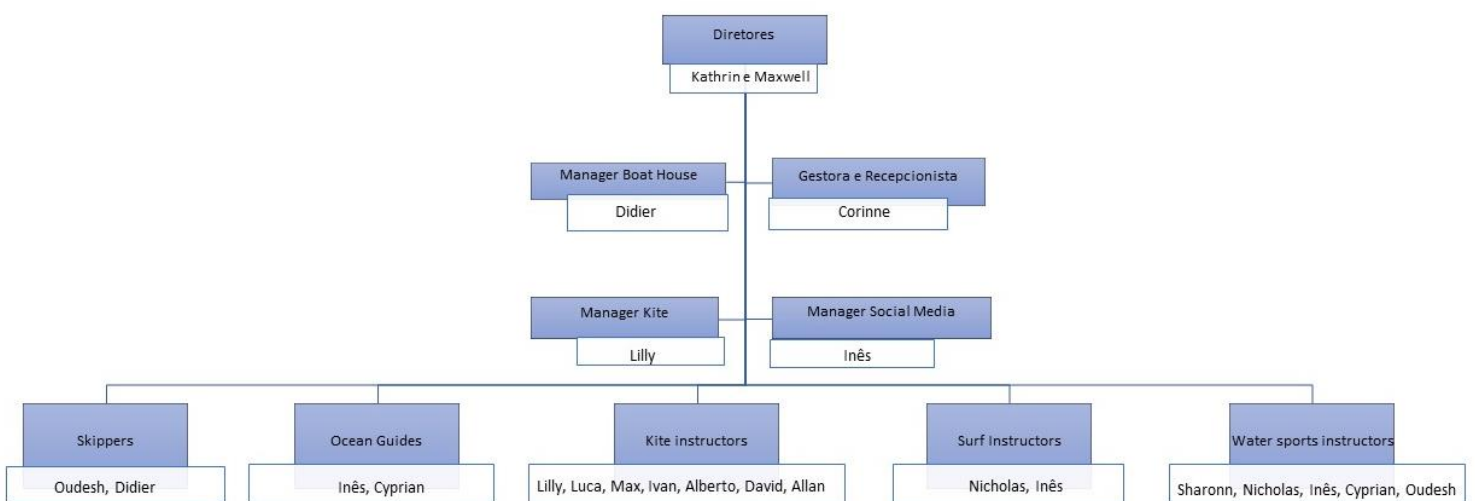 Diretores
Kathrin e Maxwell
Manager Boat House
Didier
Gestora e Recepcionista
Corinne
Manager Kite
Lilly
Manager Social Media
Inês
Skippers
Oudesh, Didier
Ocean Guides
Inês, Cyprian
Kite instructors
Lilly, Luca, Max, Ivan, Alberto, David, Allan
Surf Instructors
Nicholas, Inês
Water sports instructors
Sharonn, Nicholas, Inês, Cyprian, Oudesh